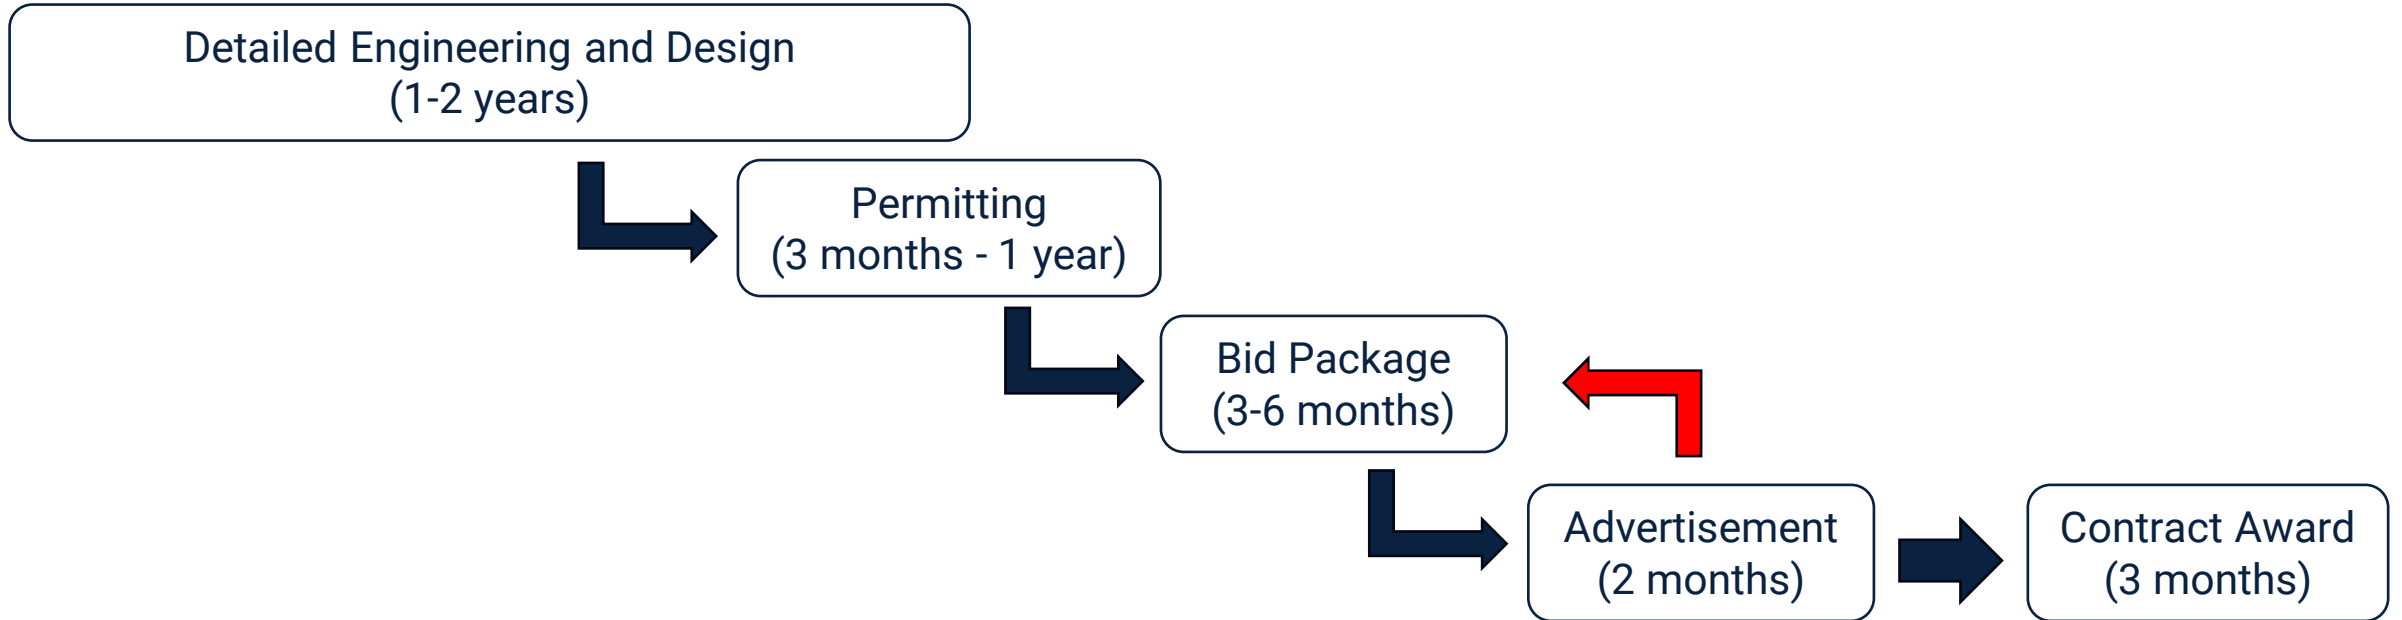 Detailed Engineering and Design
(1-2 years)
Permitting
(3 months - 1 year)
Bid Package
(3-6 months)
Advertisement
(2 months)
Contract Award
(3 months)